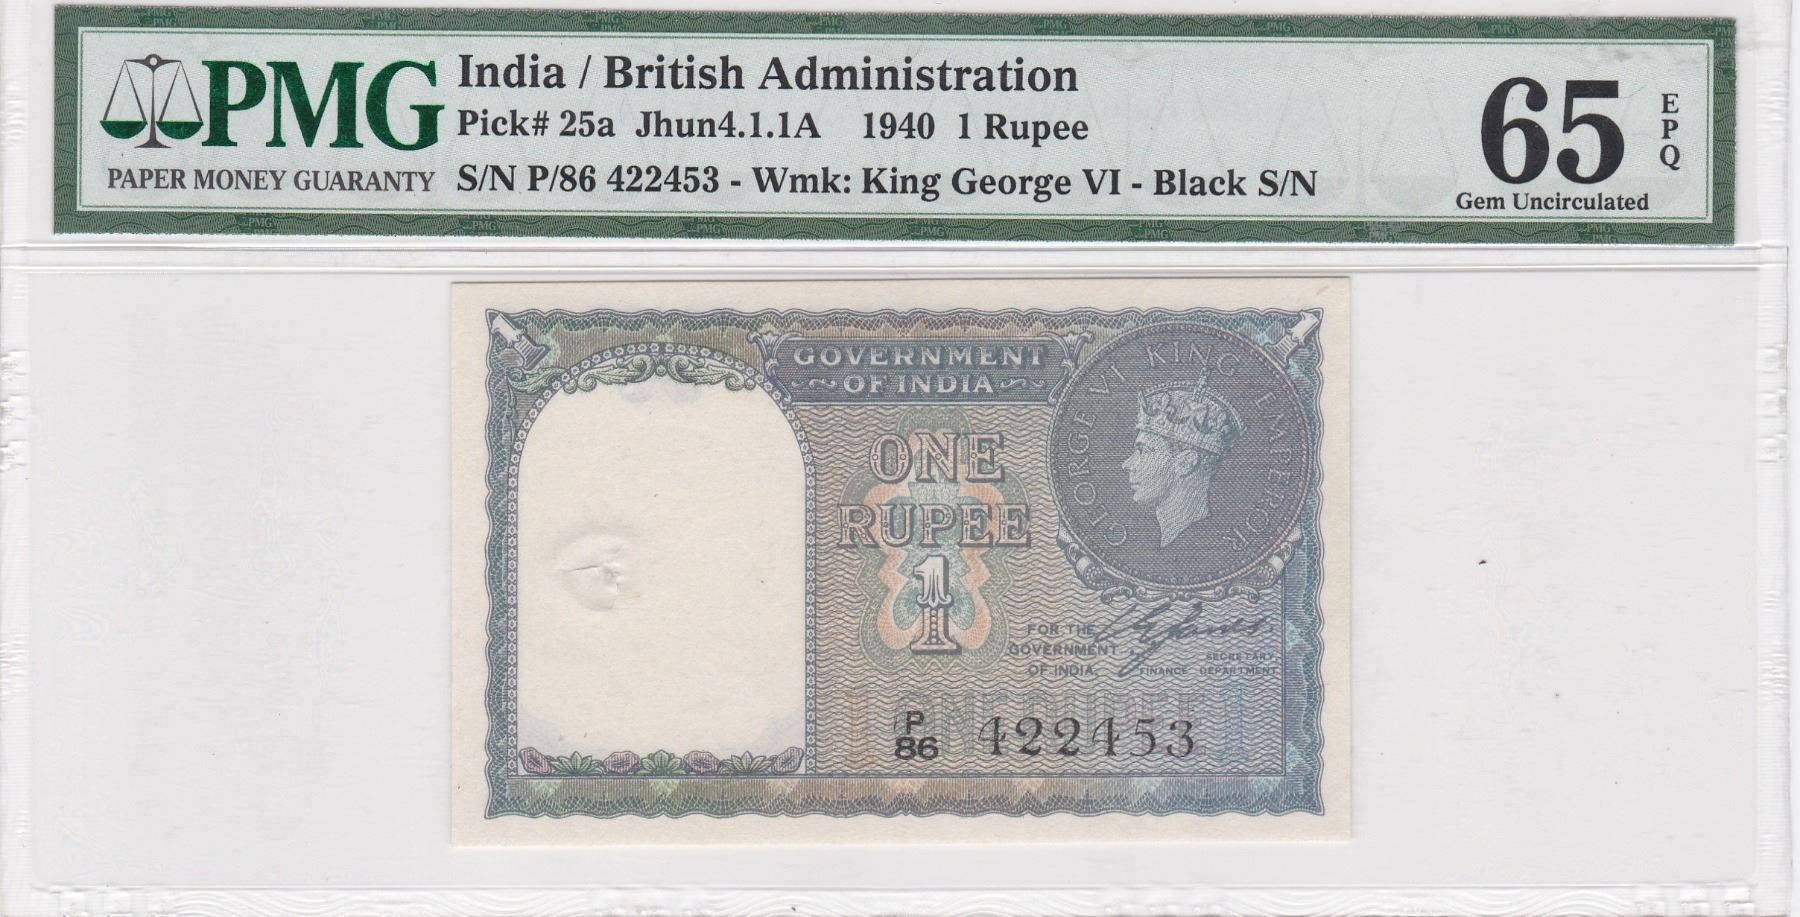 PMG
PAPER MONEY GUARANTY
India / British Administration
Pick# 25a Jhun4.1.1A 1940 1 Rupee
S/N P/86 422453 - Wmk: King George VI - Black S/N
65
EPQ
Gem Uncirculated
GOVERNMENT
OF INDIA
GEORGE VI KING EMPEROR
ONE
RUPEE
1
FOR THE
GOVERNMENT
OF INDIA.
SECRETARY,
FINANCE DEPARTMENT
P/86 422453